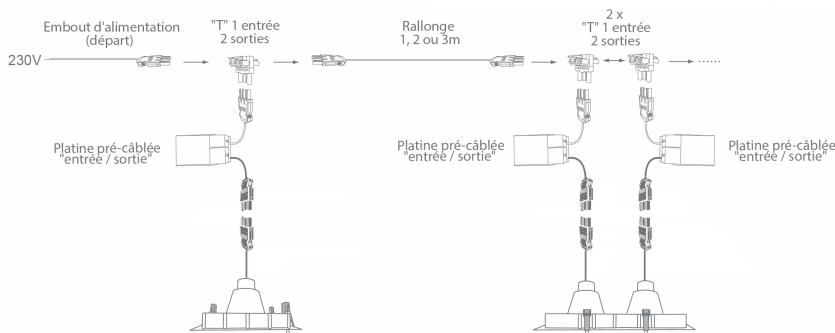 Embout d'alimentation
(départ)
230V
"T" 1 entrée
2 sorties
Rallonge
1, 2 ou 3m
2 x
"T" 1 entrée
2 sorties
......
Platine pré-câblée
"entrée / sortie"
Platine pré-câblée
"entrée / sortie"
Platine pré-câblée
"entrée / sortie"